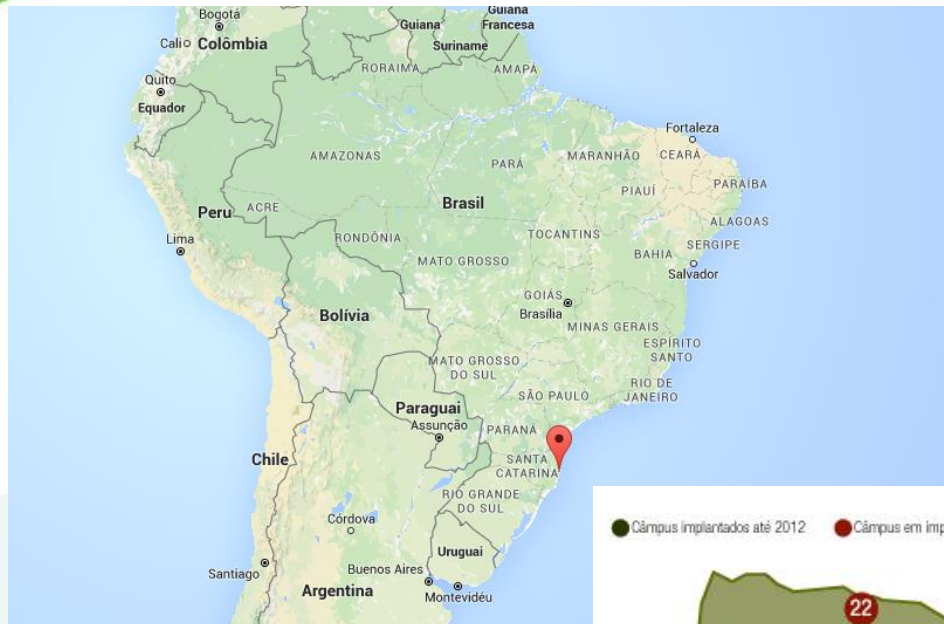 Bogotá
Cali
Colômbia
Guiana
Guiana
Francesa
Suriname
RORAIMA
AMAPÁ
Quito
Equador
Fortaleza
AMAZONAS
PARÁ
MARANHÃO
CEARÁ
PIAUÍ
PARAÍBA
Peru
ACRE
Brasil
ALAGOAS
RONDÔNIA
TOCANTINS
SERGIPE
Lima
MATO GROSSO
BAHIA
Salvador
GOIÁS
Brasília
Bolívia
MINAS GERAIS
ESPÍRITO
SANTO
MATO GROSSO
DO SUL
RIO DE
JANEIRO
SÃO PAULO
Paraguai
Assunção
PARANÁ
Chile
SANTA
CATARINA
RIO GRANDE
DO SUL
Córdova
Uruguai
Santiago
Buenos Aires
Argentina
Montevidéu
Câmpus implantados até 2012
Câmpus em imp
22